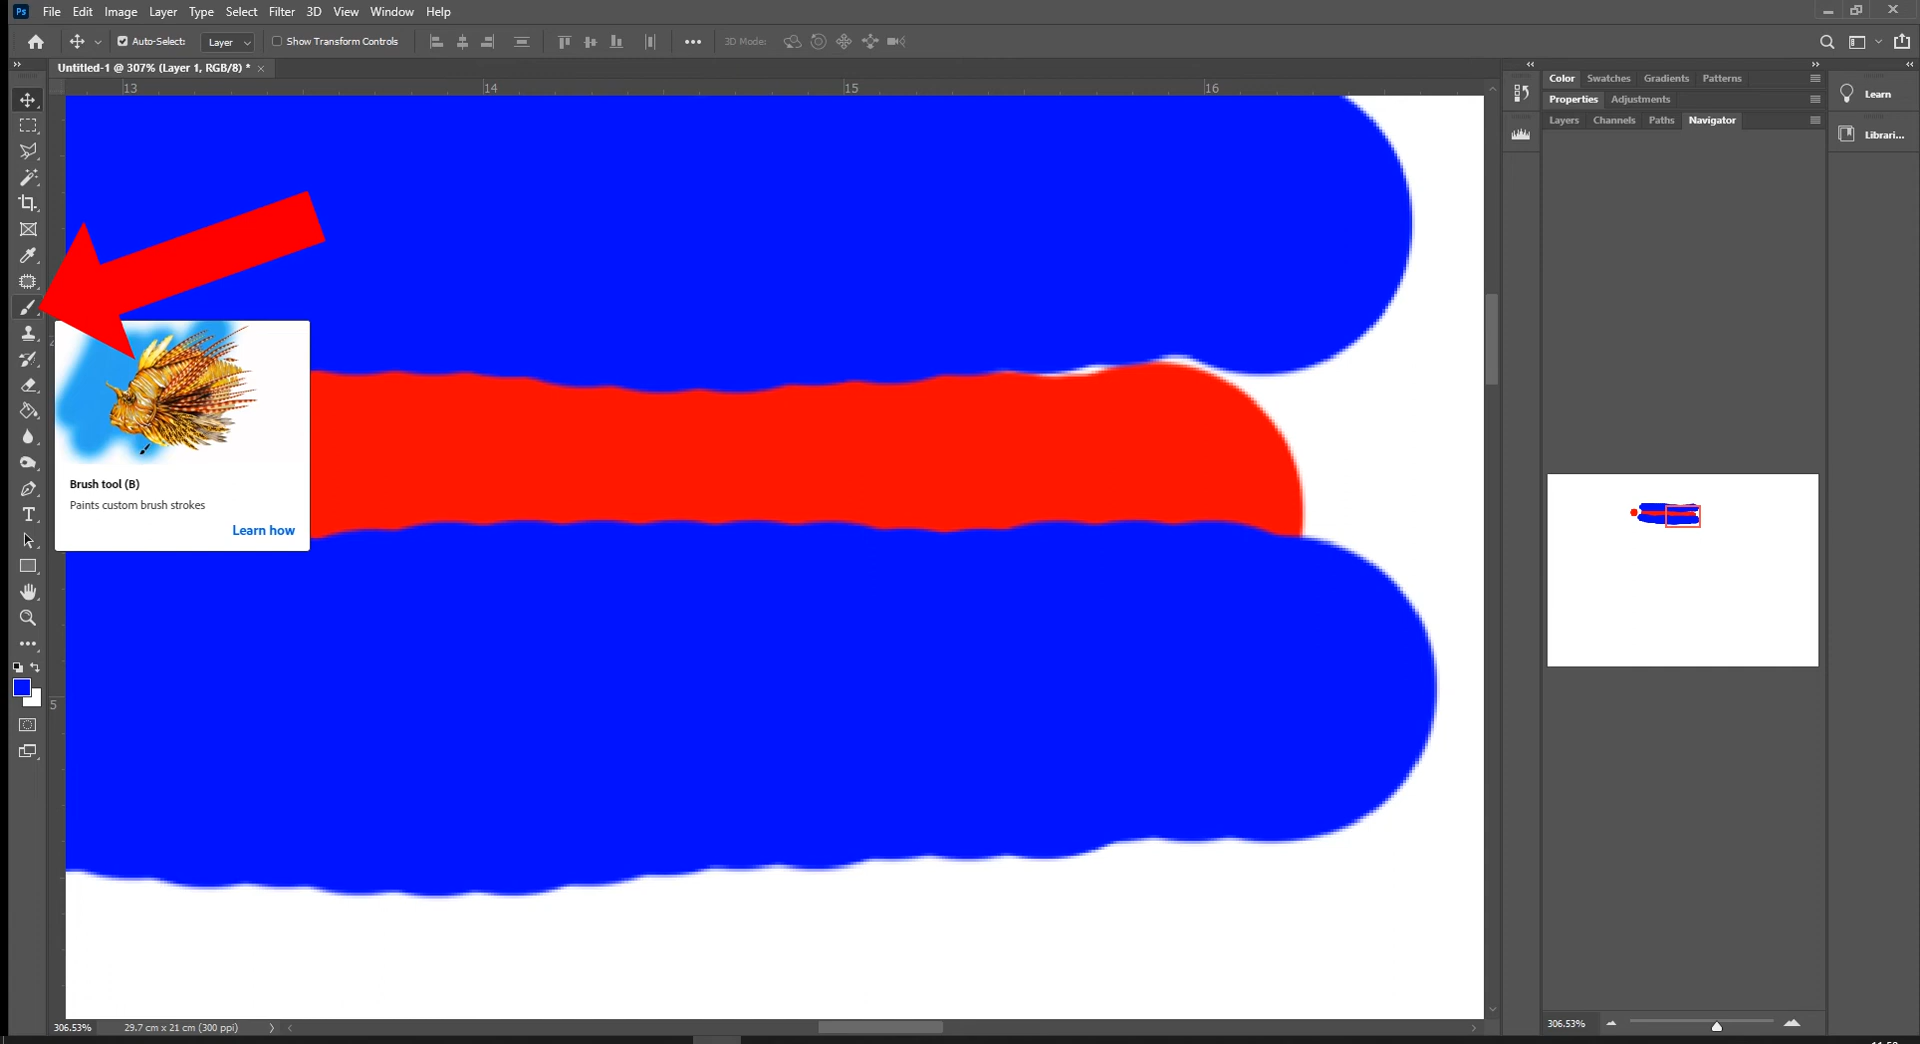 Ps File Edit Image Layer Type Select Filter 3D View Window Help
Auto-Select: Layer Show Transform Controls 3D Mode:
Untitled-1 @ 307% (Layer 1, RGB/8) *
13 14 15 16
Color Swatches Gradients Patterns
Properties Adjustments
Layers Channels Paths Navigator
Learn
Librari...
Brush tool (B)
Paints custom brush strokes
Learn how
5
306.53% 29.7 cm x 21 cm (300 ppi)
306.53%